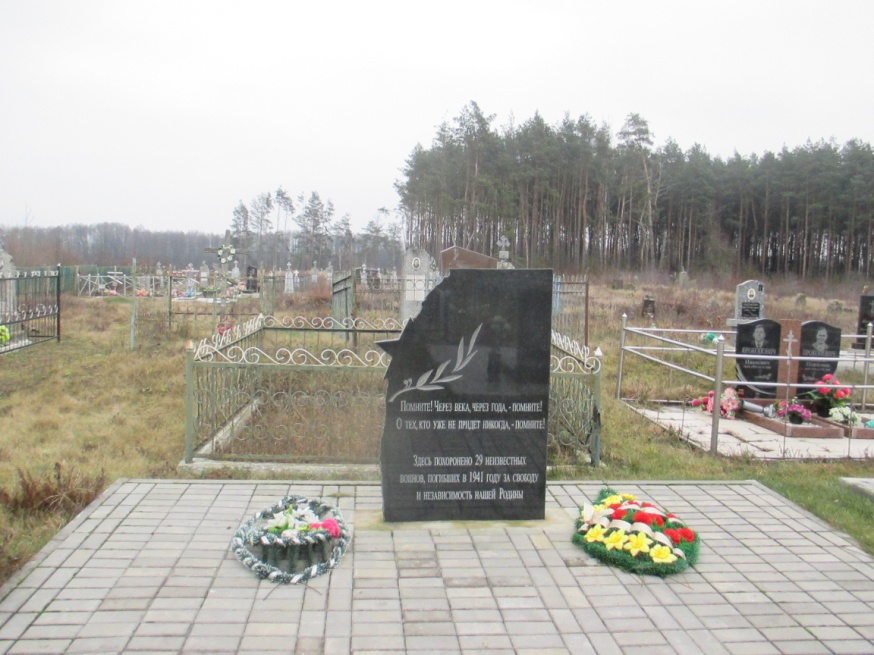 Помните! Через века, через года, - помните!
О тех, кто уже не придет никогда, - помните!
Здесь похоронено 29 неизвестных
воинов, погибших в 1941 году за свободу
и независимость нашей Родины